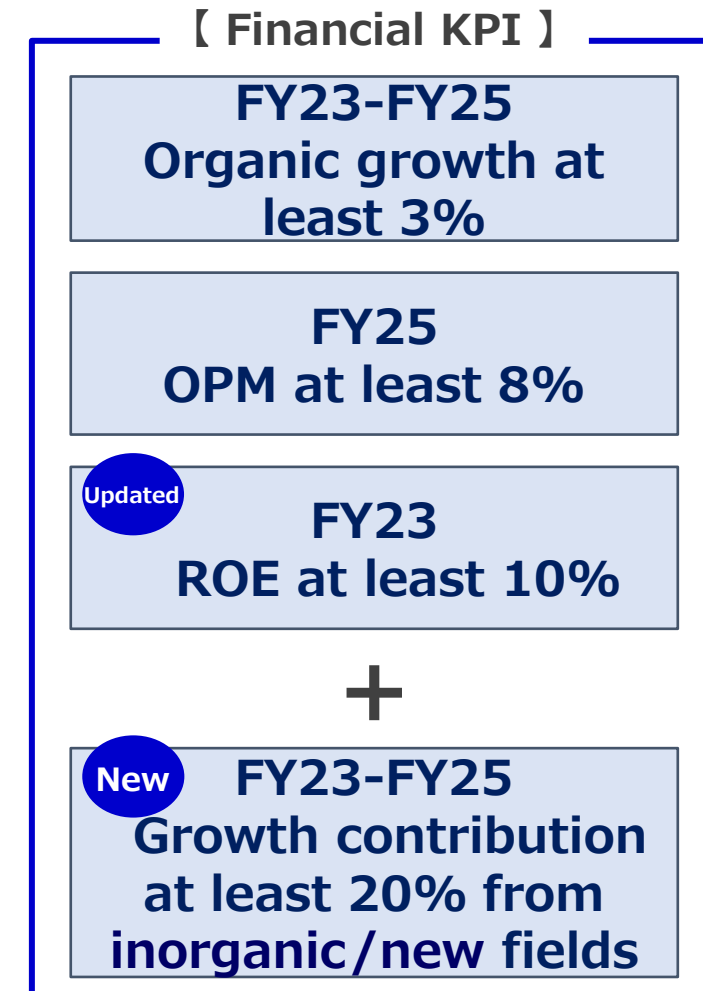 【 Financial KPI 】
FY23-FY25
Organic growth at
least 3%
FY25
OPM at least 8%
Updated
FY23
ROE at least 10%
+
New
FY23-FY25
Growth contribution
at least 20% from
inorganic/new fields